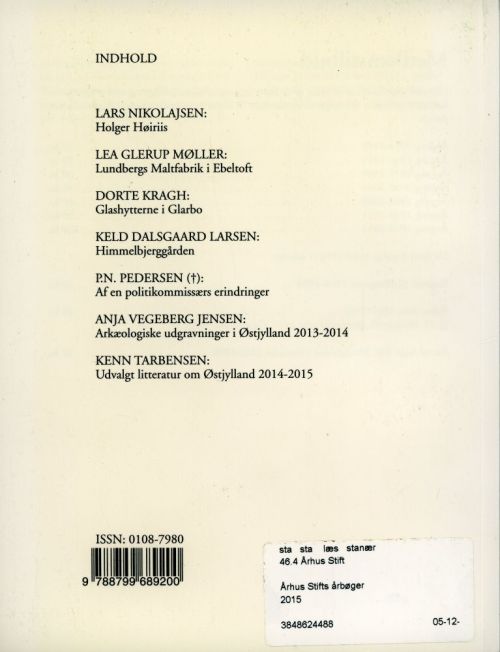 INDHOLD
LARS NIKOLAJSEN:
Holger Høiriis
LEA GLERUP MØLLER:
Lundbergs Maltfabrik i Ebeltoft
DORTE KRAGH:
Glashytterne i Glarbo
KELD DALSGAARD LARSEN:
Himmelbjerggården
P.N. PEDERSEN (†):
Af en politikommissærs erindringer
ANJA VEGEBERG JENSEN:
Arkæologiske udgravninger i Østjylland 2013-2014
KENN TARBENSEN:
Udvalgt litteratur om Østjylland 2014-2015
ISSN: 0108-7980
9 788799 689200
sta sta læs stanær
46.4 Århus Stift
Århus Stifts årbøger
2015
3848624488 05-12-